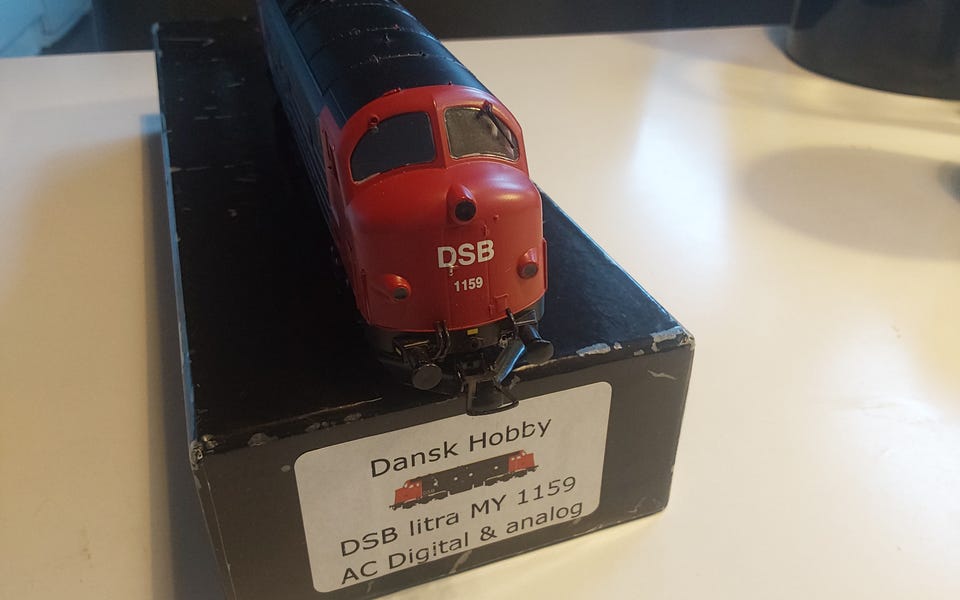 DSB
1159
Dansk Hobby
DSB litra MY 1159
AC Digital & analog